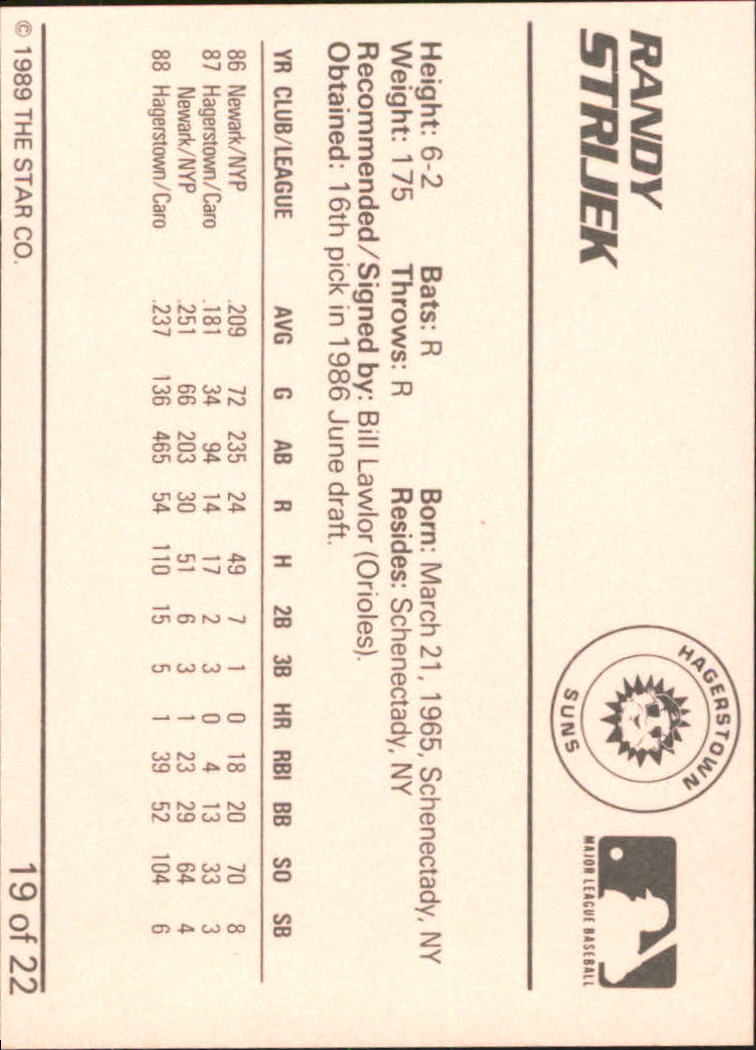 RANDY
STRIJEK
HAGERSTOWN
SUNS
MAJOR LEAGUE BASEBALL
Height: 6-2 Bats: R Born: March 21, 1965, Schenectady, NY
Weight: 175 Throws: R Resides: Schenectady, NY
Recommended/Signed by: Bill Lawlor (Orioles).
Obtained: 16th pick in 1986 June draft.
YR CLUB/LEAGUE AVG G AB R H 2B 3B HR RBI BB SO SB
86 Newark/NYP .209 72 235 24 49 7 1 0 18 20 70 8
87 Hagerstown/Caro .181 34 94 14 17 2 3 0 4 13 33 3
Newark/NYP .251 66 203 30 51 6 3 1 23 29 64 4
88 Hagerstown/Caro .237 136 465 54 110 15 5 1 39 52 104 6
© 1989 THE STAR CO. 19 of 22